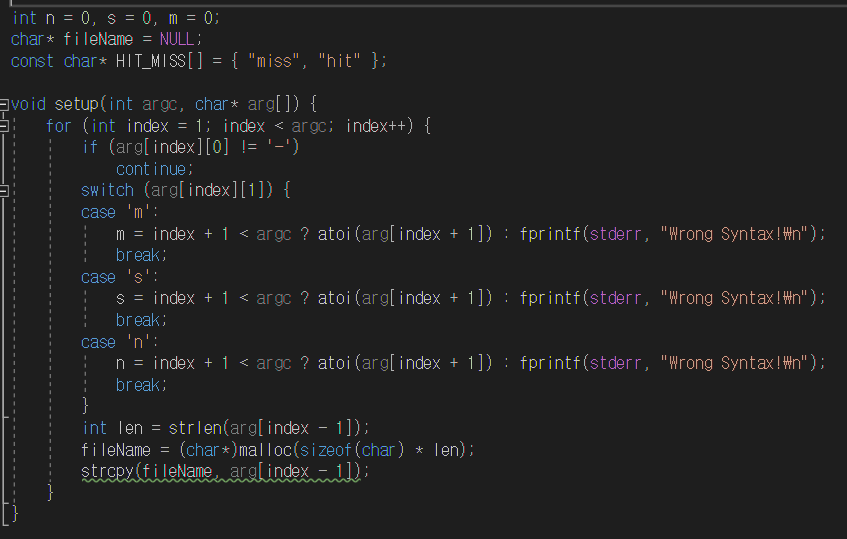 int n = 0, s = 0, m = 0;
char* fileName = NULL;
const char* HIT_MISS[] = { "miss", "hit" };
void setup(int argc, char* arg[]) {
for (int index = 1; index < argc; index++) {
if (arg[index][0] != '-')
continue;
switch (arg[index][1]) {
case 'm':
m = index + 1 < argc ? atoi(arg[index + 1]) : fprintf(stderr, "Wrong Syntax!₩n");
break;
case 's':
s = index + 1 < argc ? atoi(arg[index + 1]) : fprintf(stderr, "Wrong Syntax!₩n");
break;
case 'n':
n = index + 1 < argc ? atoi(arg[index + 1]) : fprintf(stderr, "Wrong Syntax!₩n");
break;
}
int len = strlen(arg[index - 1]);
fileName = (char*)malloc(sizeof(char) * len);
strcpy(fileName, arg[index - 1]);
}
}